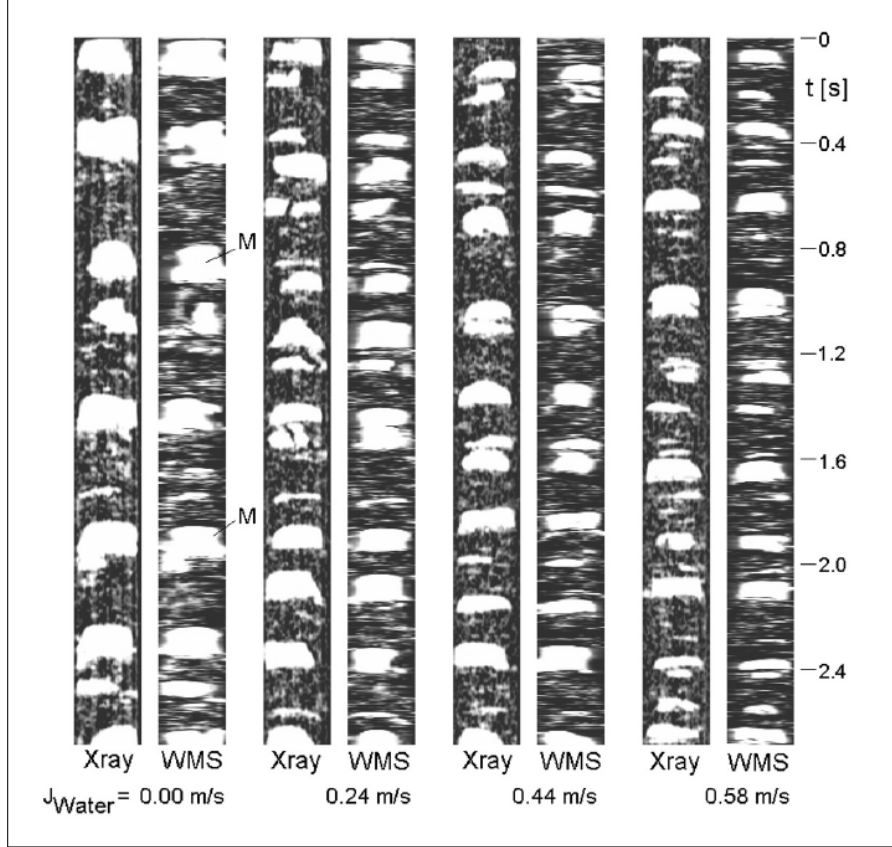 0
t [s]
0.4
M
0.8
1.2
1.6
M
2.0
2.4
Xray WMS Xray WMS Xray WMS Xray WMS
JWater = 0.00 m/s 0.24 m/s 0.44 m/s 0.58 m/s